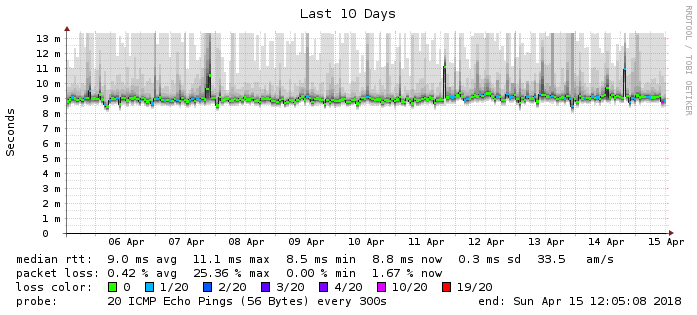 Last 10 Days
RRDTOOL / TOBI OETIKER
Seconds
13 m
12 m
11 m
10 m
9 m
8 m
7 m
6 m
5 m
4 m
3 m
2 m
1 m
0
06 Apr 07 Apr 08 Apr 09 Apr 10 Apr 11 Apr 12 Apr 13 Apr 14 Apr 15 Apr
median rtt: 9.0 ms avg 11.1 ms max 8.5 ms min 8.8 ms now 0.3 ms sd 33.5 am/s
packet loss: 0.42 % avg 25.36 % max 0.00 % min 1.67 % now
loss color: 0 1/20 2/20 3/20 4/20 10/20 19/20
probe: 20 ICMP Echo Pings (56 Bytes) every 300s end: Sun Apr 15 12:05:08 2018